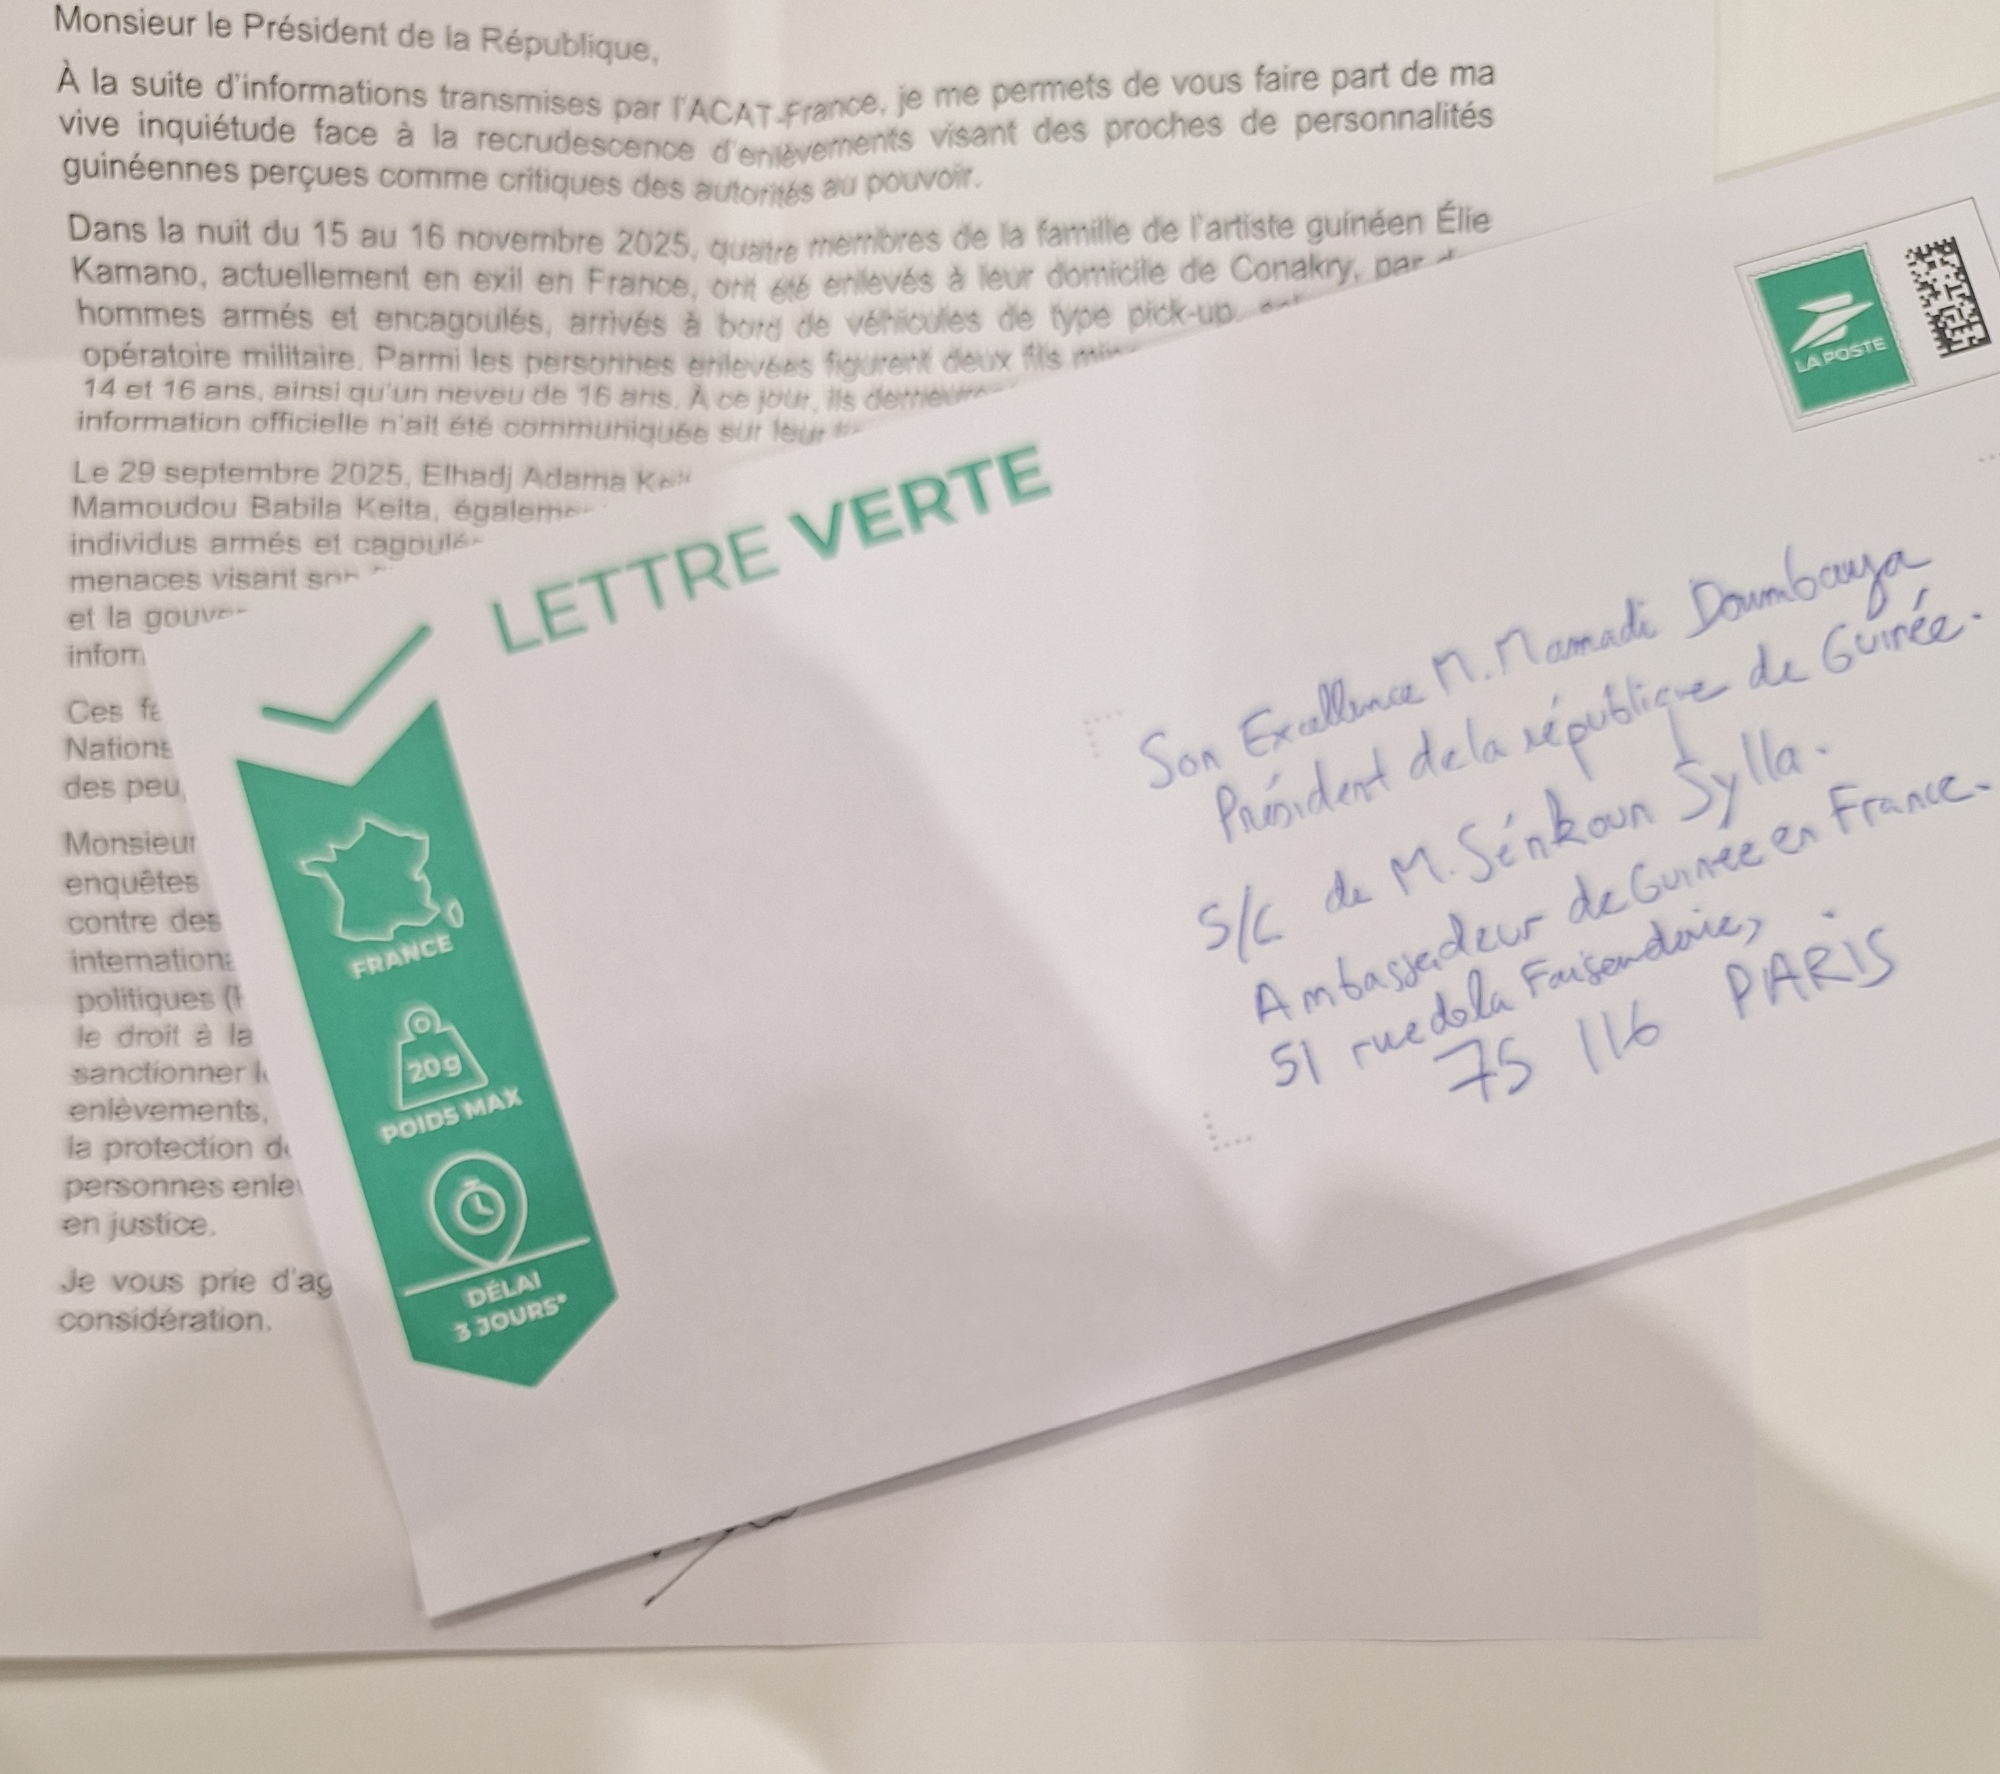 Monsieur le Président de la République,
À la suite d'informations transmises par l'ACAT-France, je me permets de vous faire part de ma
vive inquiétude face à la recrudescence d'enlèvements visant des proches de personnalités
guinéennes perçues comme critiques des autorités au pouvoir.
Dans la nuit du 15 au 16 novembre 2025, quatre membres de la famille de l'artiste guinéen Élie
Kamano, actuellement en exil en France, ont été enlevés à leur domicile de Conakry, par
hommes armés et encagoulés, arrivés à bord de véhicules de type pick-up,
opératoire militaire. Parmi les personnes enlevées figurent deux fils
14 et 16 ans, ainsi qu'un neveu de 16 ans. À ce jour, ils
information officielle n'ait été communiquée sur leur
Le 29 septembre 2025, Elhadj Adama
Mamoudou Babila Keita,
individus armés et
menaces visant
et la
Ces
des
Monsieur
enquêtes
contre des
politiques
le droit à la
sanctionner
enlèvements,
la protection
personnes
en justice.
Je vous prie
considération.
LETTRE VERTE
LA POSTE
FRANCE
20g
POIDS MAX
DÉLAI
3 JOURS*
Son Excellence M. Mamadi Doumbouya
Président de la république de Guinée.
S/C de M. Sénkoun Sylla.
Ambassadeur de Guinée en France.
51 rue de la Faisanderie,
75 116 PARIS